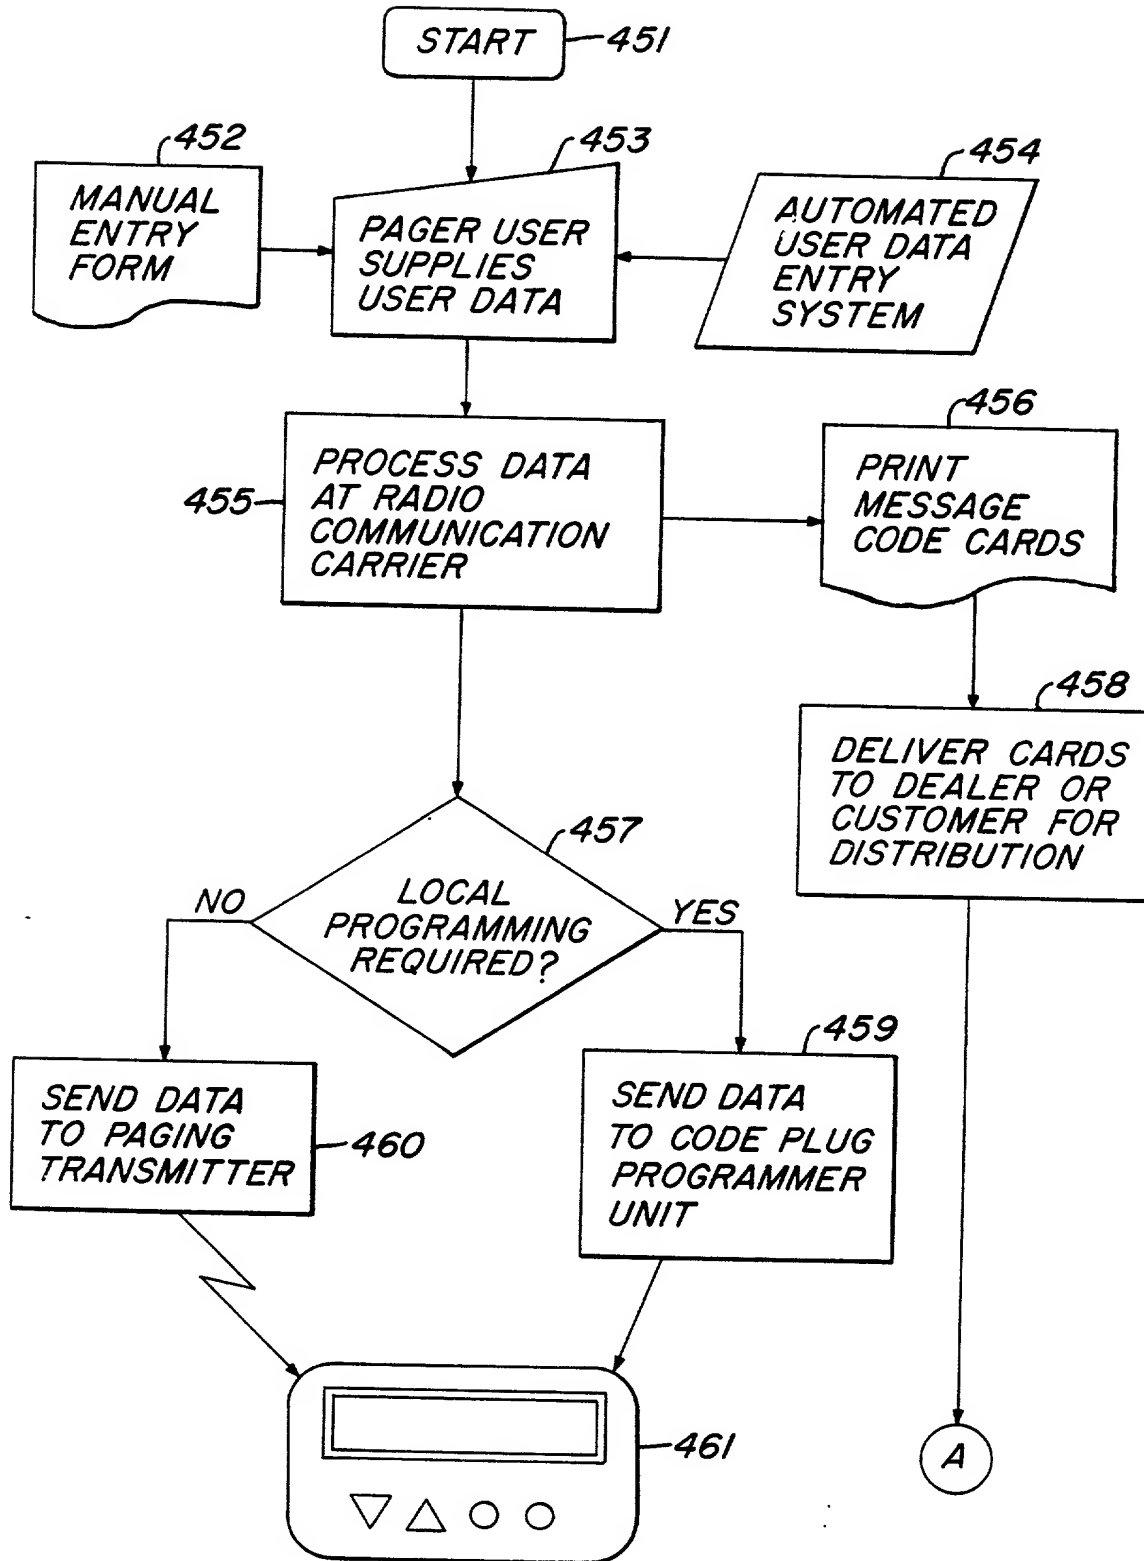 START
451
452
453
454
MANUAL
ENTRY
FORM
PAGER USER
SUPPLIES
USER DATA
AUTOMATED
USER DATA
ENTRY
SYSTEM
455
PROCESS DATA
AT RADIO
COMMUNICATION
CARRIER
456
PRINT
MESSAGE
CODE CARDS
458
DELIVER CARDS
TO DEALER OR
CUSTOMER FOR
DISTRIBUTION
457
LOCAL
PROGRAMMING
REQUIRED?
NO
YES
460
SEND DATA
TO PAGING
TRANSMITTER
459
SEND DATA
TO CODE PLUG
PROGRAMMER
UNIT
461
A